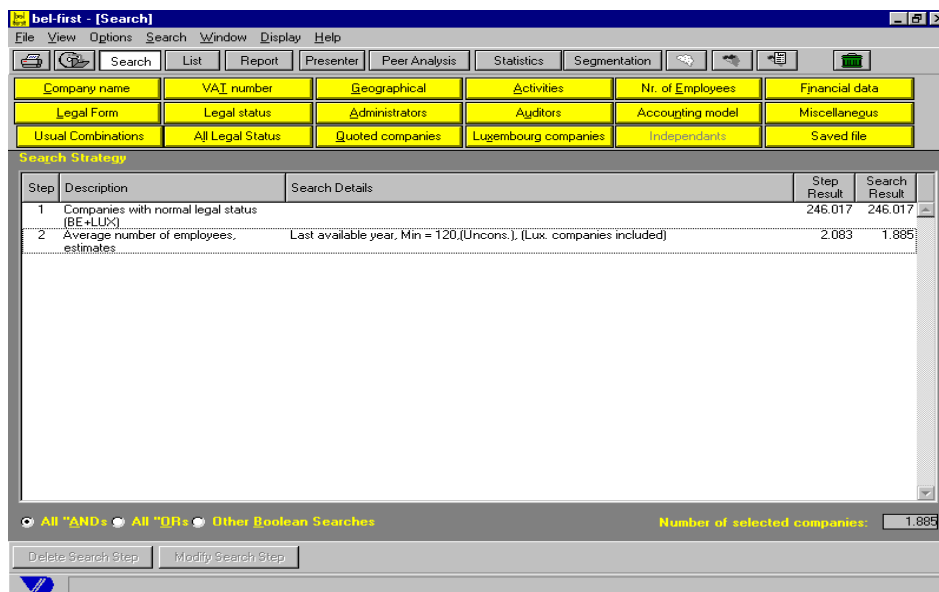 bel-first - [Search]
File View Options Search Window Display Help
Search List Report Presenter Peer Analysis Statistics Segmentation
Company name VAT number Geographical Activities Nr. of Employees Financial data
Legal Form Legal status Administrators Auditors Accounting model Miscellaneous
Usual Combinations All Legal Status Quoted companies Luxembourg companies Independants Saved file
Search Strategy
Step Description Search Details Step Result Search Result
1 Companies with normal legal status 246.017 246.017
(BE+LUX)
2 Average number of employees, Last available year, Min = 120,(Uncons.), (Lux. companies included) 2.083 1.885
estimates
All "ANDs All "ORs Other Boolean Searches Number of selected companies: 1.885
Delete Search Step Modify Search Step